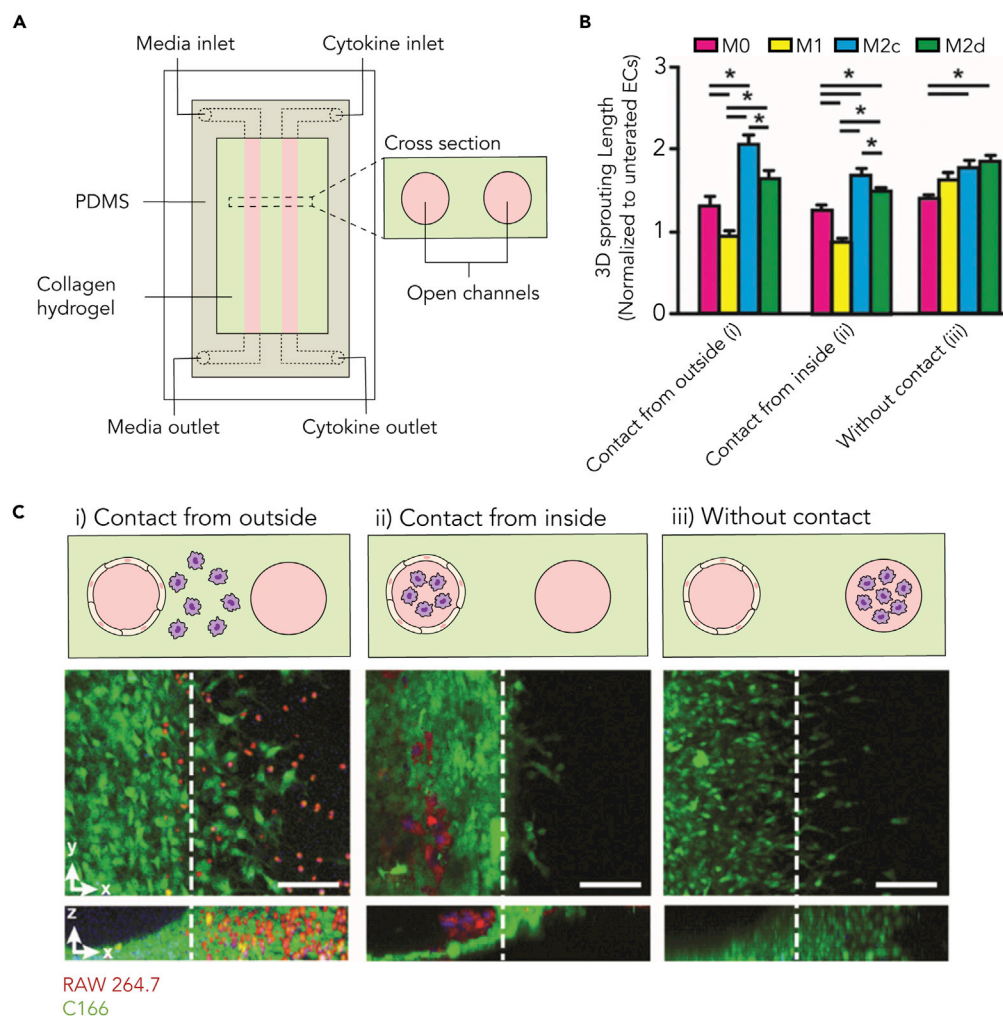 A
Media inlet
Cytokine inlet
Cross section
PDMS
Collagen
hydrogel
Open channels
Media outlet
Cytokine outlet
B
M0 M1 M2c M2d
3D sprouting Length
(Normalized to unterated ECs)
3
2
1
0
* * * * * * * *
Contact from outside (i)
Contact from inside (ii)
Without contact (iii)
C
i) Contact from outside
ii) Contact from inside
iii) Without contact
y
x
z
x
RAW 264.7
C166